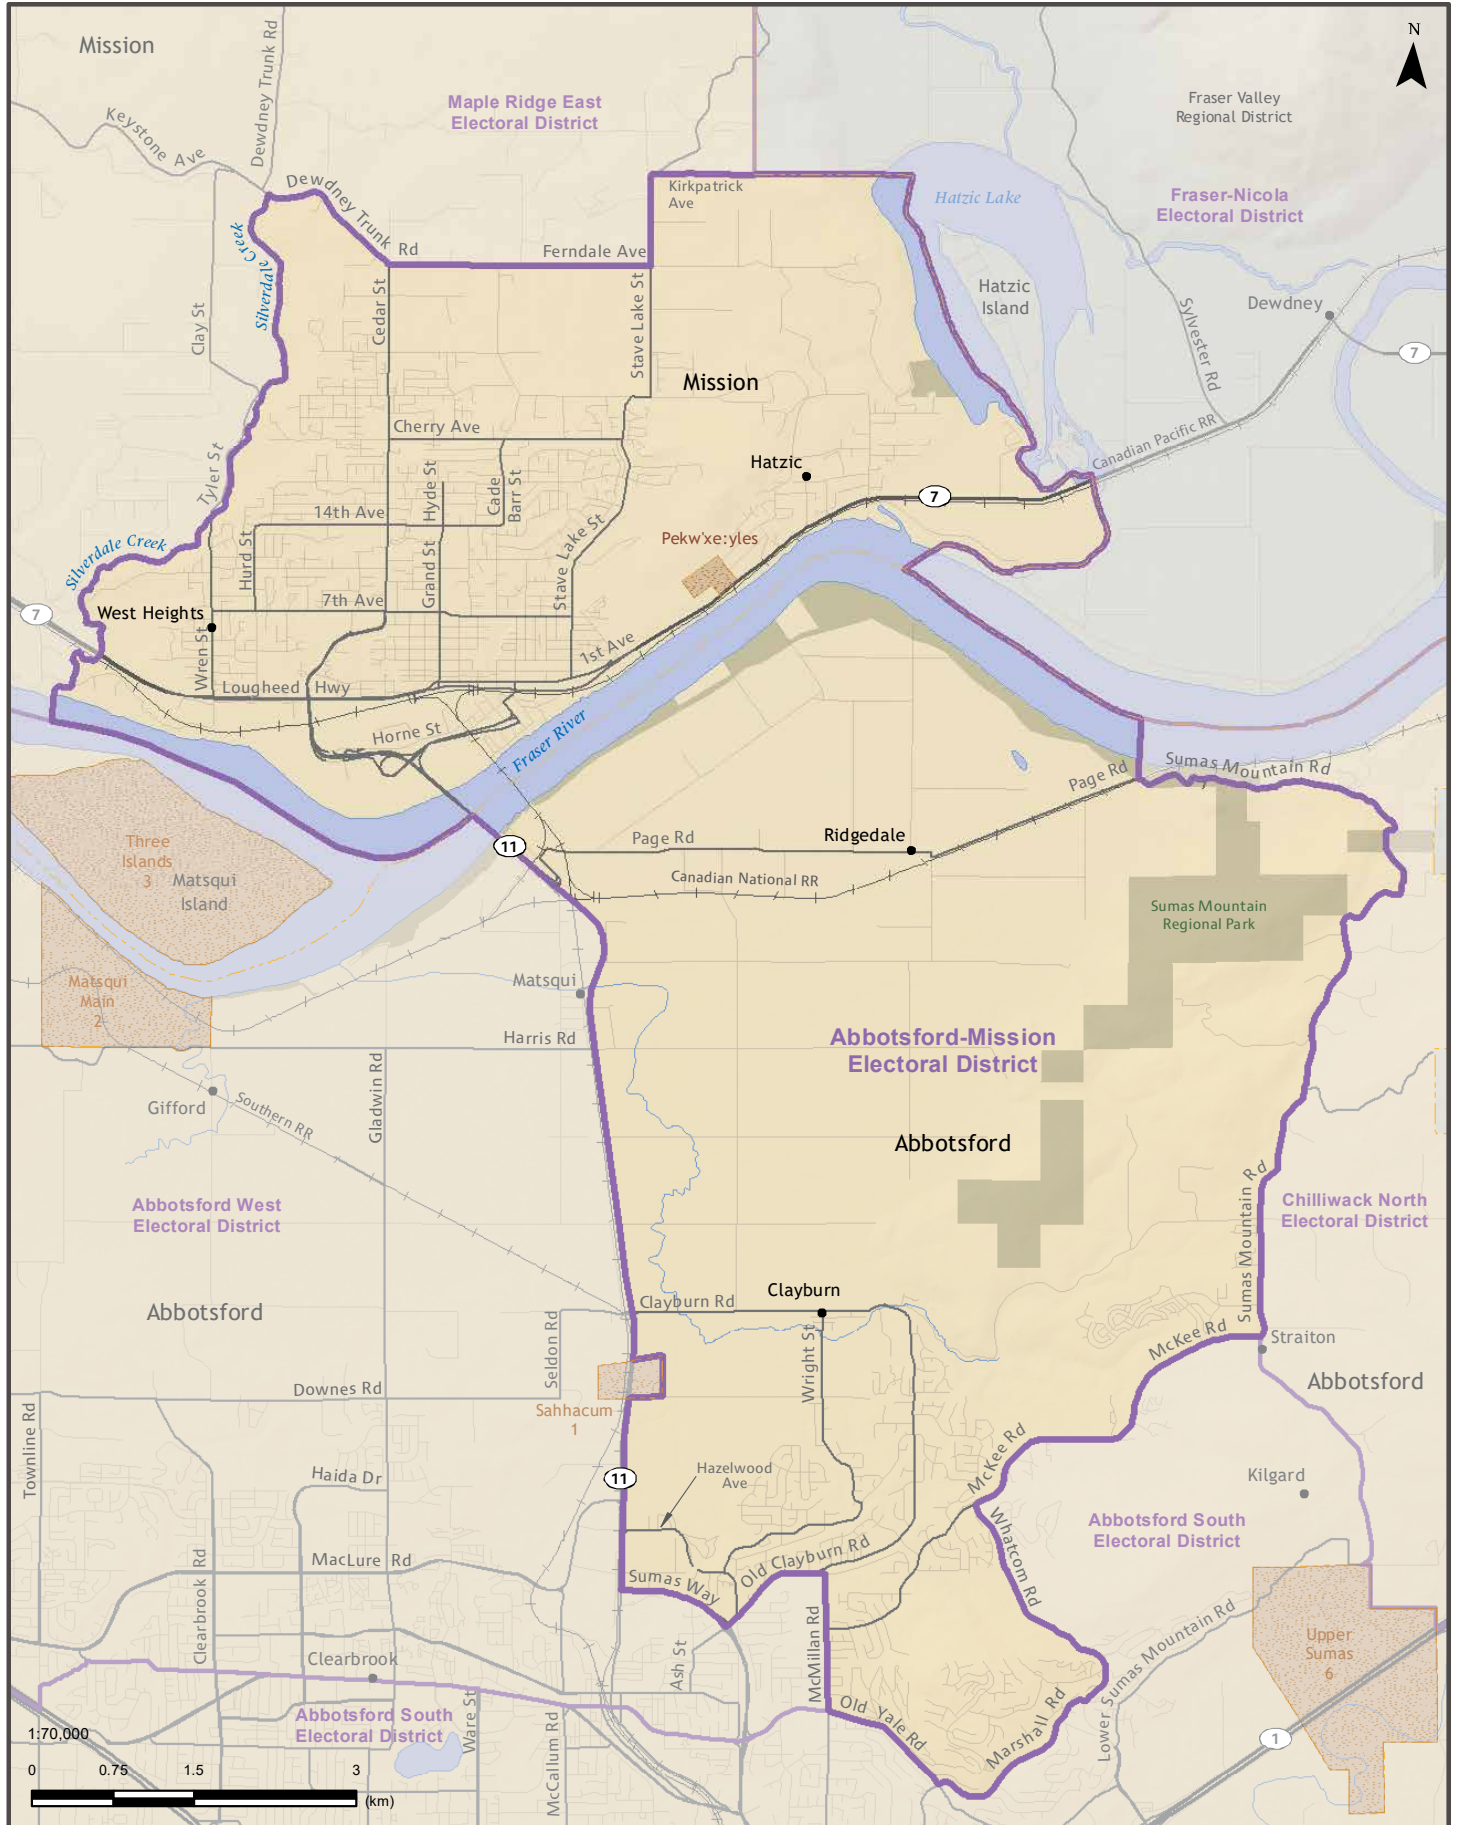 N
Mission
Dewdney Trunk Rd
Maple Ridge East
Electoral District
Fraser Valley
Regional District
Keystone Ave
Dewdney Trunk
Rd
Kirkpatrick
Ave
Hatzic Lake
Fraser-Nicola
Electoral District
Silverdale Creek
Silverdale
Ferndale Ave
Cedar St
Stave Lake St
Clay St
Hatzic
Island
Dewdney
Sylvester Rd
7
Mission
Cherry Ave
Canadian Pacific RR
Tyler St
Hatzic
Hyde St
Cade
Barr St
7
14th Ave
Silverdale Creek
Hurd St
Grand St
Stave Lake St
Pekw'xe:yles
7
7th Ave
West Heights
Wren St
1st Ave
Lougheed Hwy
Horne St
Fraser River
Page Rd
Sumas Mountain Rd
Three
Islands
3
Matsqui
Island
11
Page Rd
Ridgedale
Canadian National RR
Sumas Mountain
Regional Park
Matsqui
Main
2
Matsqui
Harris Rd
Abbotsford-Mission
Electoral District
Gifford
Southern RR
Gladwin Rd
Abbotsford
Abbotsford West
Electoral District
Sumas Mountain Rd
Chilliwack North
Electoral District
Abbotsford
Clayburn Rd
Clayburn
Seldon Rd
Wright St
McKee Rd
Straiton
Downes Rd
Abbotsford
Sahhacum
1
Townline Rd
Haida Dr
11
Hazelwood
Ave
McKee Rd
Kilgard
Whatcom Rd
Abbotsford South
Electoral District
MacLure Rd
Clearbrook Rd
Sumas Way
Old Clayburn Rd
McMillan Rd
Ash St
Lower Sumas Mountain Rd
Upper
Sumas
6
Clearbrook
Abbotsford South
Electoral District
Ware St
McCallum Rd
Old Yale Rd
Marshall Rd
1
1:70,000
0 0.75 1.5 3
(km)